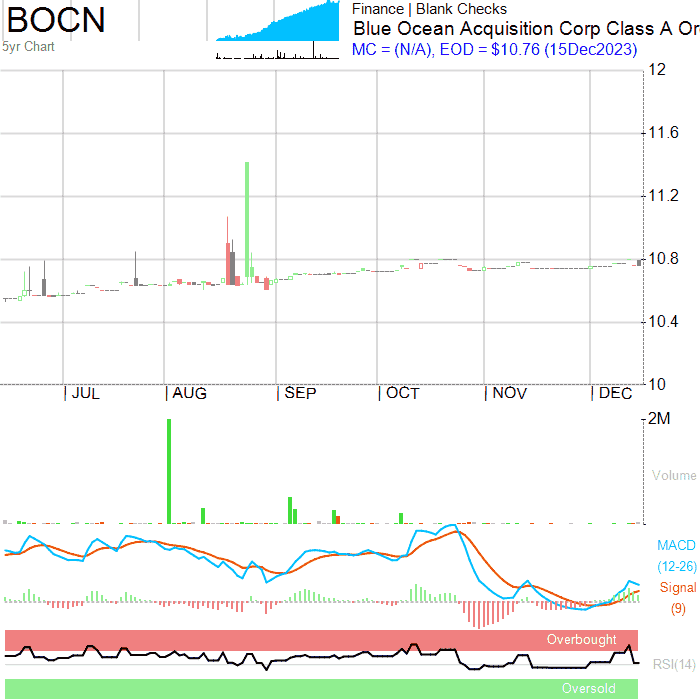 BOCN
5yr Chart
Finance | Blank Checks
Blue Ocean Acquisition Corp Class A Or
MC = (N/A), EOD = $10.76 (15Dec2023)
12
11.6
11.2
10.8
10.4
10
JUL
AUG
SEP
OCT
NOV
DEC
2M
Volume
MACD
(12-26)
Signal
(9)
Overbought
RSI(14)
Oversold